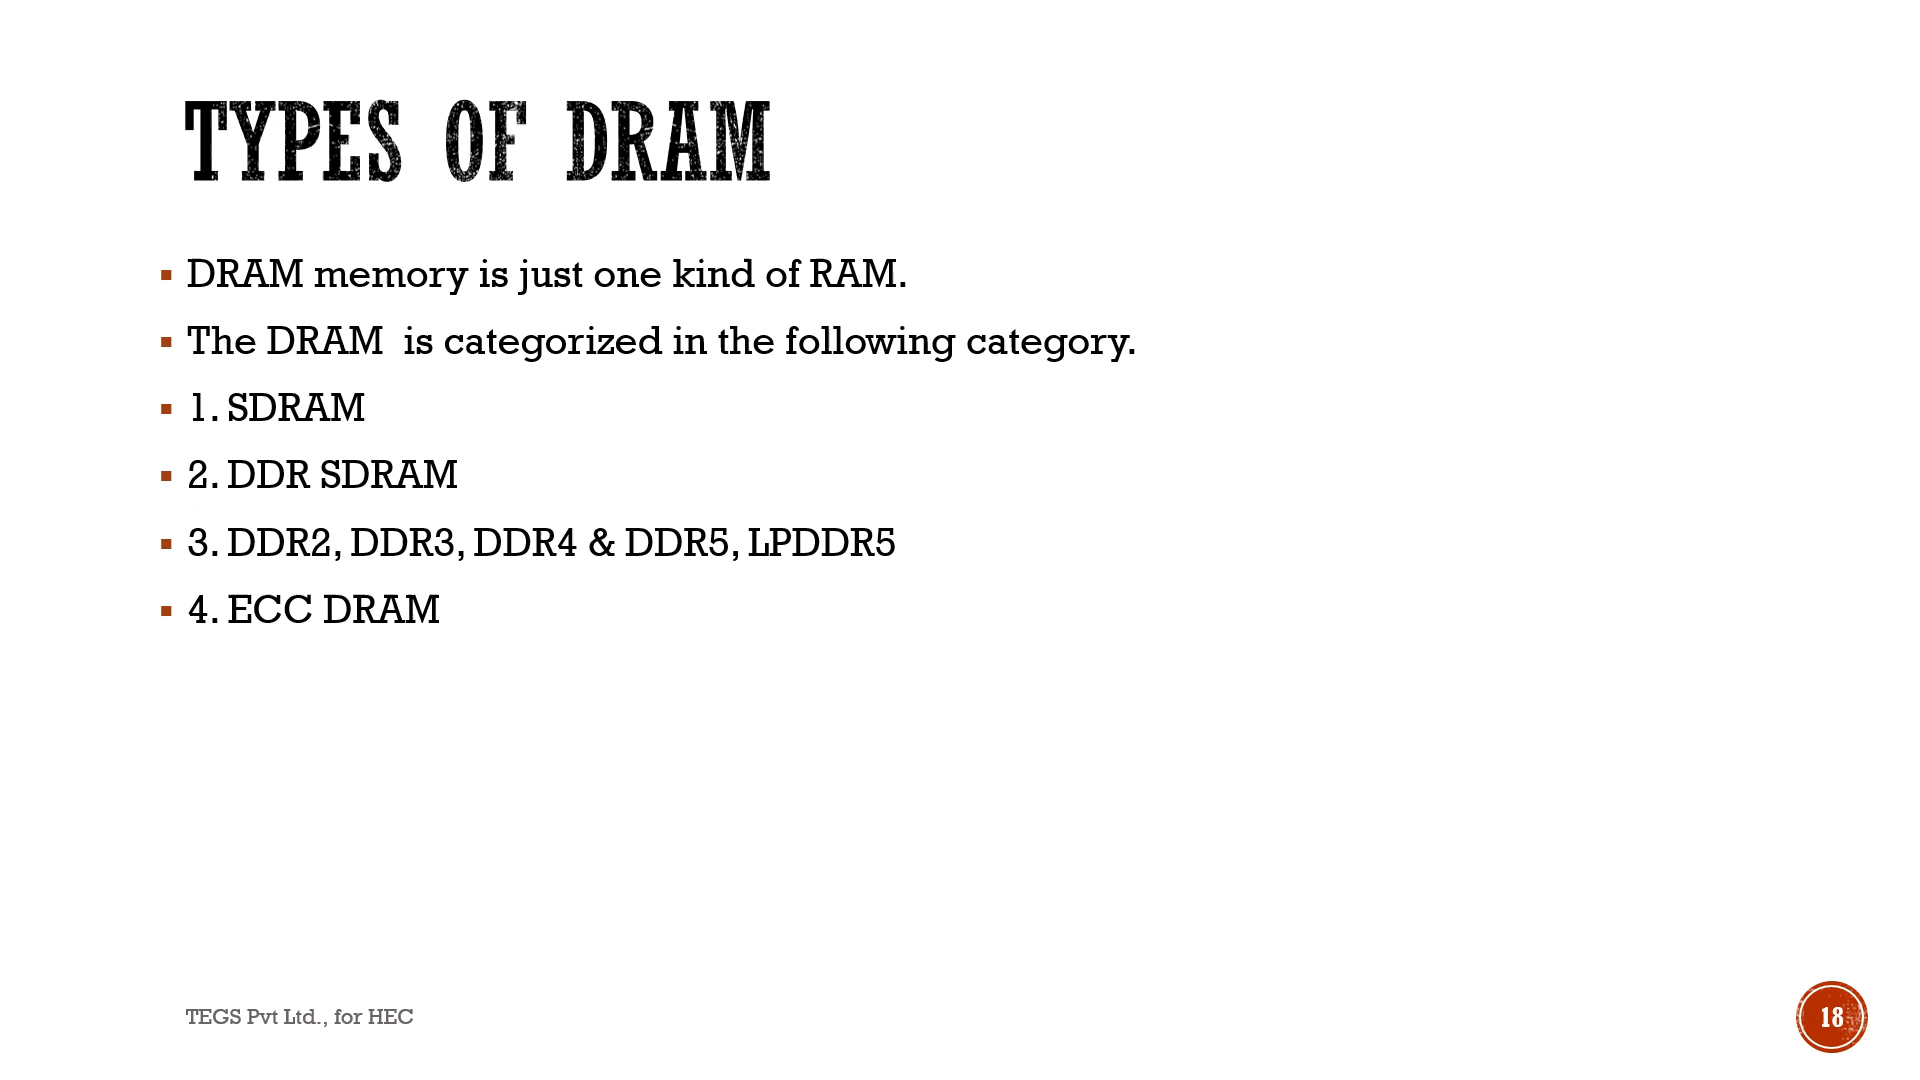 TYPES OF DRAM
▪ DRAM memory is just one kind of RAM.
▪ The DRAM  is categorized in the following category.
▪ 1. SDRAM
▪ 2. DDR SDRAM
▪ 3. DDR2, DDR3, DDR4 & DDR5, LPDDR5
▪ 4. ECC DRAM
TEGS Pvt Ltd., for HEC
18